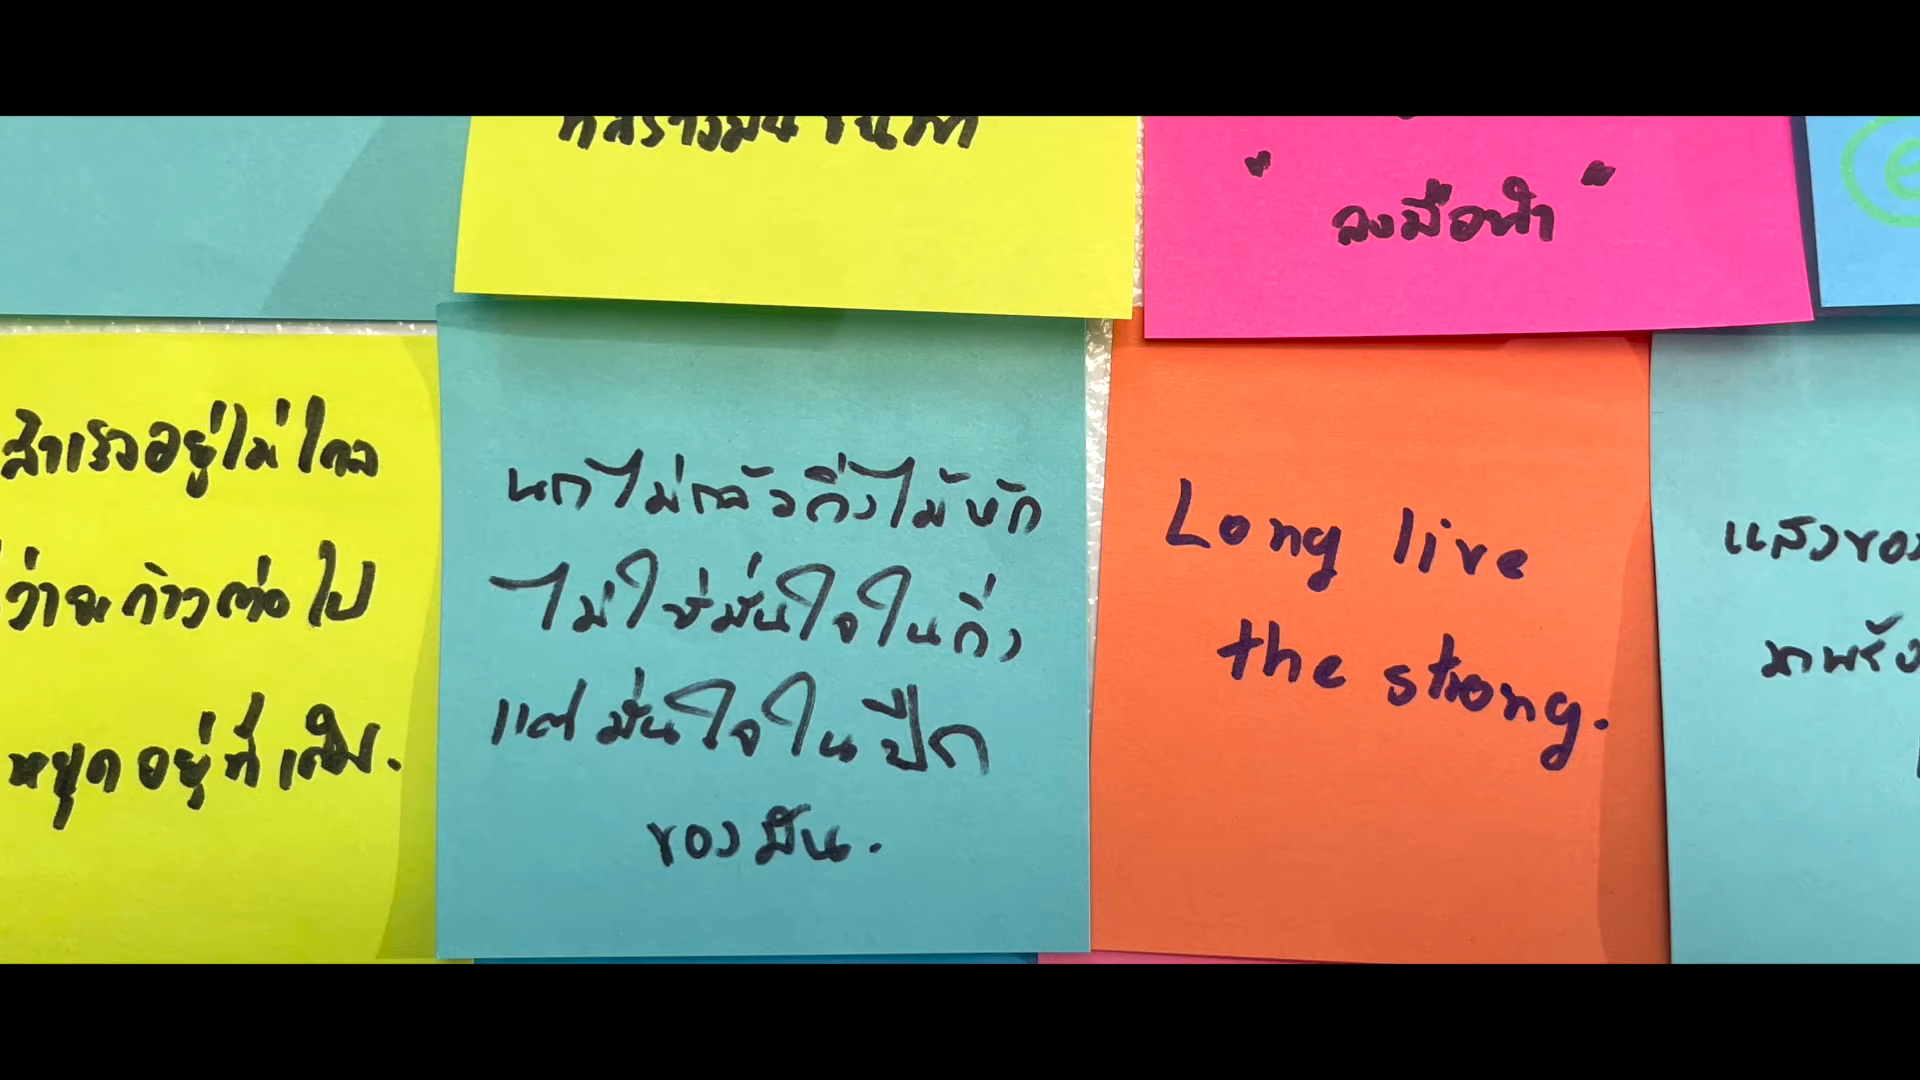 " ลงมือทำ "
สำเร็จอยู่ไม่ไกล
ว่าจะก้าวต่อไป
หยุดอยู่ที่เดิม.
นกไม่กลัวกิ่งไม้หัก
ไม่ใช่มั่นใจในกิ่ง
แต่มั่นใจในปีก
ของมัน.
Long live
the strong.